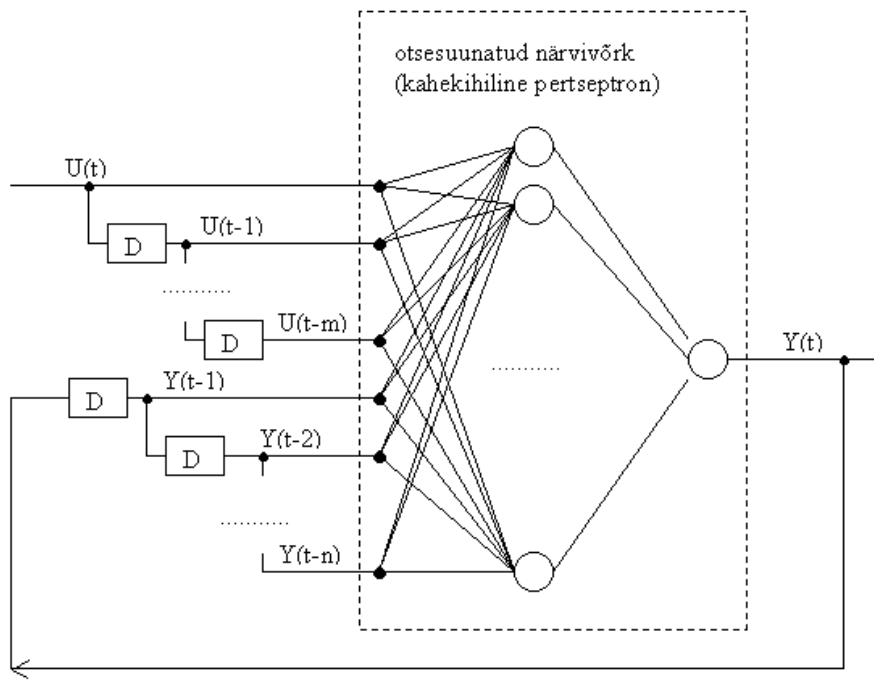 otsesuunatud närvivõrk
(kahekihiline pertseptron)
U(t)
D
U(t-1)
............
D
U(t-m)
D
Y(t-1)
D
Y(t-2)
............
Y(t-n)
............
Y(t)